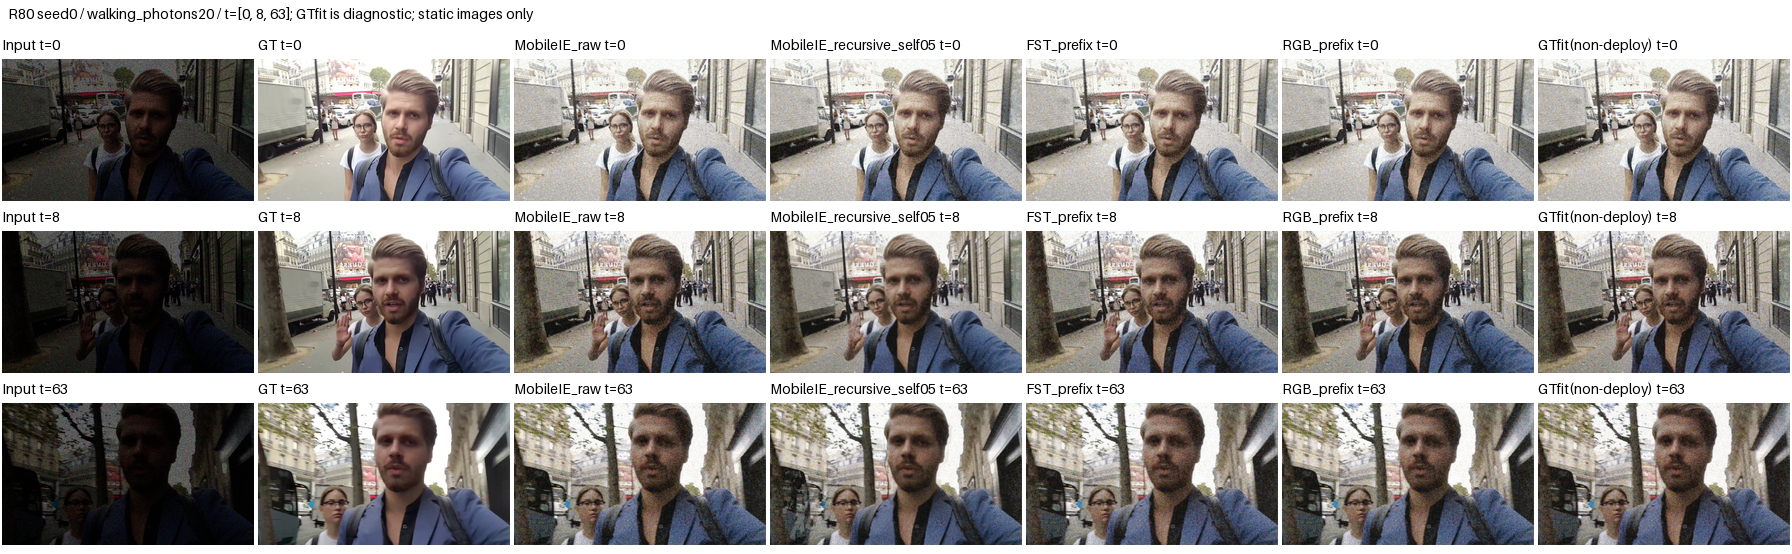 R80 seed0 / walking_photons20 / t=[0, 8, 63]; GTfit is diagnostic; static images only
Input t=0 GT t=0 MobileIE_raw t=0 MobileIE_recursive_self05 t=0 FST_prefix t=0 RGB_prefix t=0 GTfit(non-deploy) t=0
Input t=8 GT t=8 MobileIE_raw t=8 MobileIE_recursive_self05 t=8 FST_prefix t=8 RGB_prefix t=8 GTfit(non-deploy) t=8
Input t=63 GT t=63 MobileIE_raw t=63 MobileIE_recursive_self05 t=63 FST_prefix t=63 RGB_prefix t=63 GTfit(non-deploy) t=63